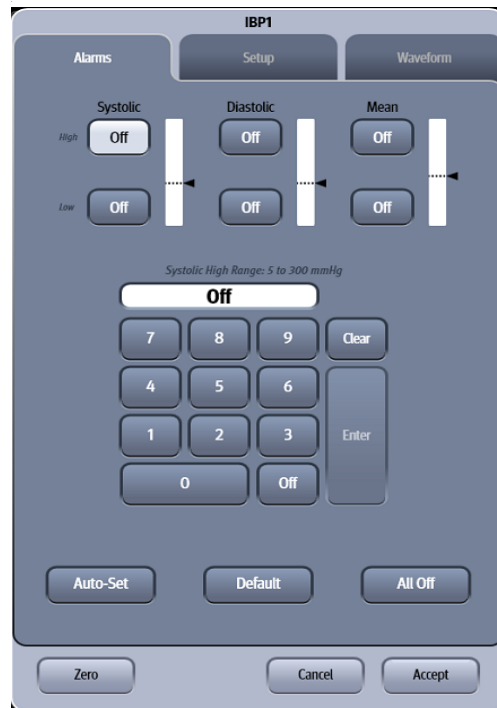 IBP1
Alarms Setup Waveform
Systolic Diastolic Mean
High Off Off Off
Low Off Off Off
Systolic High Range: 5 to 300 mmHg
Off
7 8 9 Clear
4 5 6
1 2 3 Enter
0 Off
Auto-Set Default All Off
Zero Cancel Accept